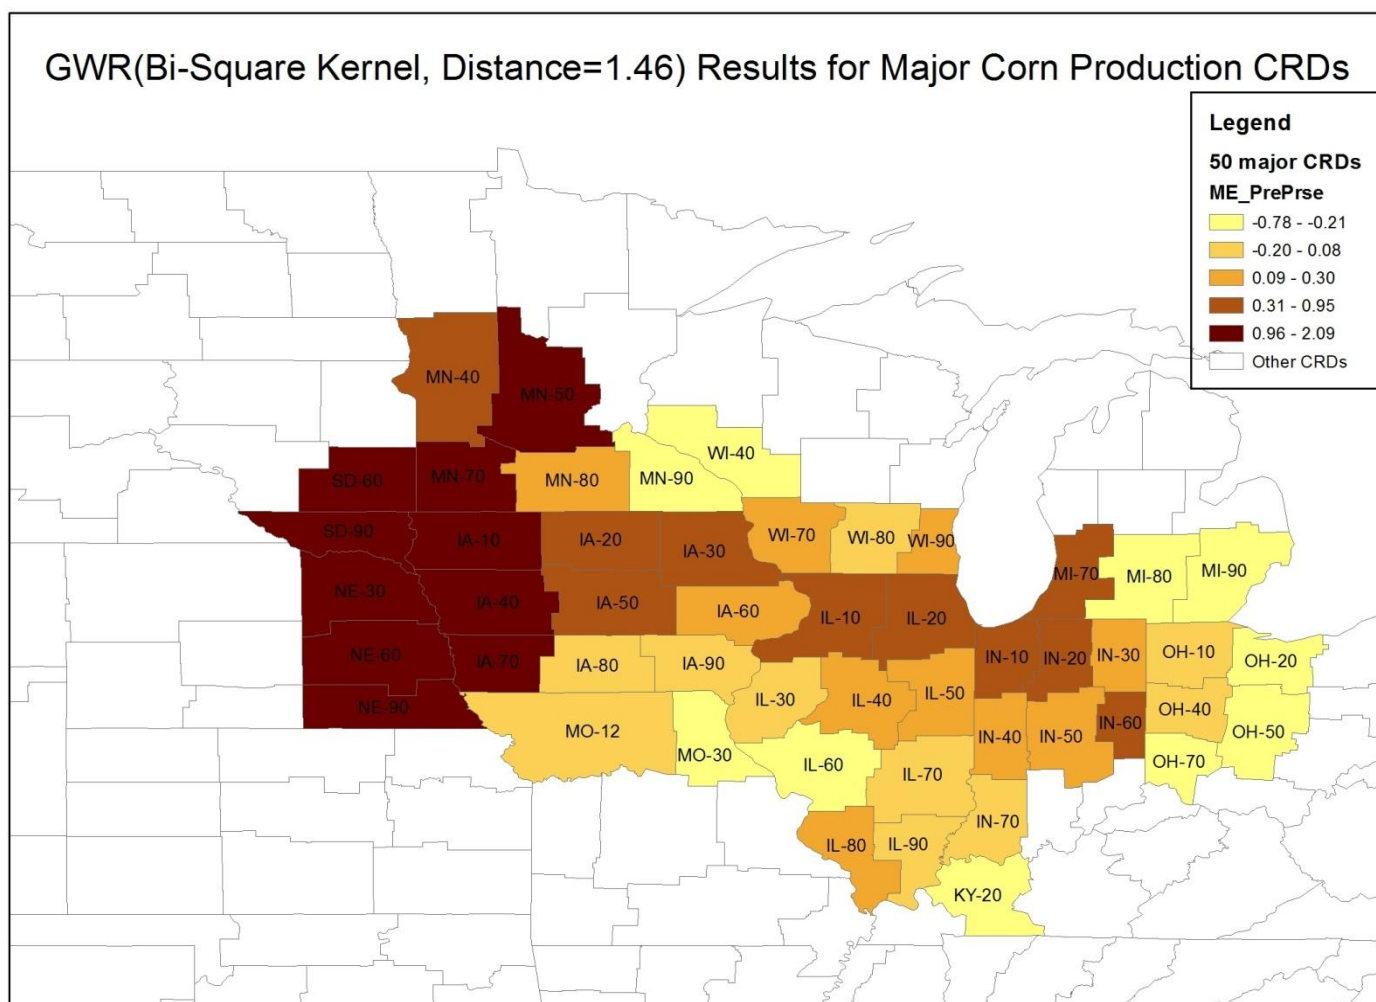 GWR(Bi-Square Kernel, Distance=1.46) Results for Major Corn Production CRDs
Legend
50 major CRDs
ME_PrePrse
-0.78 - -0.21
-0.20 - 0.08
0.09 - 0.30
0.31 - 0.95
0.96 - 2.09
Other CRDs
MN-40
MN-50
WI-40
SD-60
MN-70
MN-80
MN-90
SD-90
IA-10
IA-20
IA-30
WI-70
WI-80
WI-90
MI-70
MI-80
MI-90
NE-30
IA-40
IA-50
IA-60
IL-10
IL-20
NE-60
IA-70
IA-80
IA-90
IN-10
IN-20
IN-30
OH-10
OH-20
NE-90
MO-12
IL-30
IL-40
IL-50
IN-40
IN-50
IN-60
OH-40
OH-50
MO-30
IL-60
IL-70
OH-70
IN-70
IL-80
IL-90
KY-20